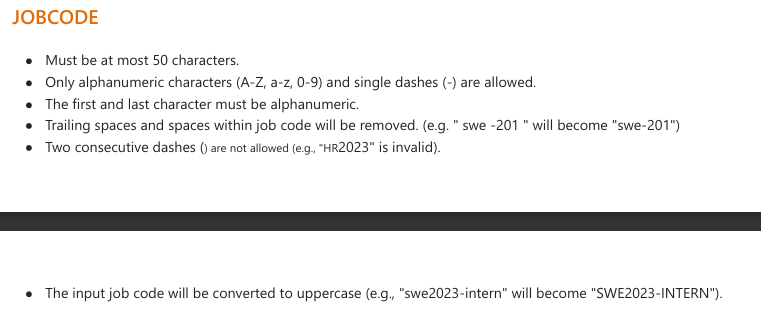 JOBCODE
● Must be at most 50 characters.
● Only alphanumeric characters (A-Z, a-z, 0-9) and single dashes (-) are allowed.
● The first and last character must be alphanumeric.
● Trailing spaces and spaces within job code will be removed. (e.g. " swe -201 " will become "swe-201")
● Two consecutive dashes () are not allowed (e.g., "HR2023" is invalid).
● The input job code will be converted to uppercase (e.g., "swe2023-intern" will become "SWE2023-INTERN").